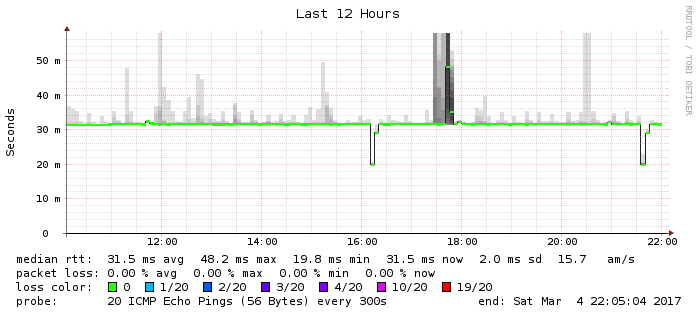 Last 12 Hours
RRDTOOL / TOBI OETIKER
Seconds
50 m
40 m
30 m
20 m
10 m
0
12:00 14:00 16:00 18:00 20:00 22:00
median rtt: 31.5 ms avg 48.2 ms max 19.8 ms min 31.5 ms now 2.0 ms sd 15.7 am/s
packet loss: 0.00 % avg 0.00 % max 0.00 % min 0.00 % now
loss color: 0 1/20 2/20 3/20 4/20 10/20 19/20
probe: 20 ICMP Echo Pings (56 Bytes) every 300s end: Sat Mar 4 22:05:04 2017